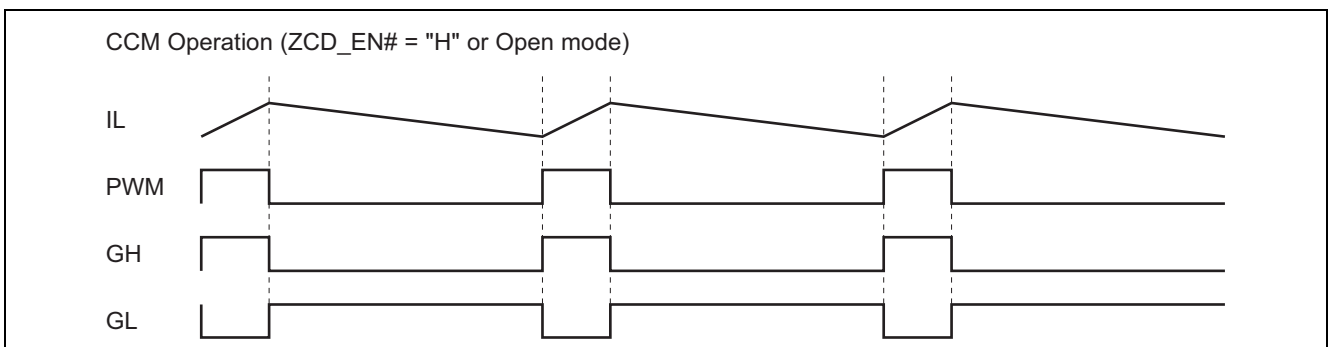 CCM Operation (ZCD_EN# = "H" or Open mode)
IL
PWM
GH
GL